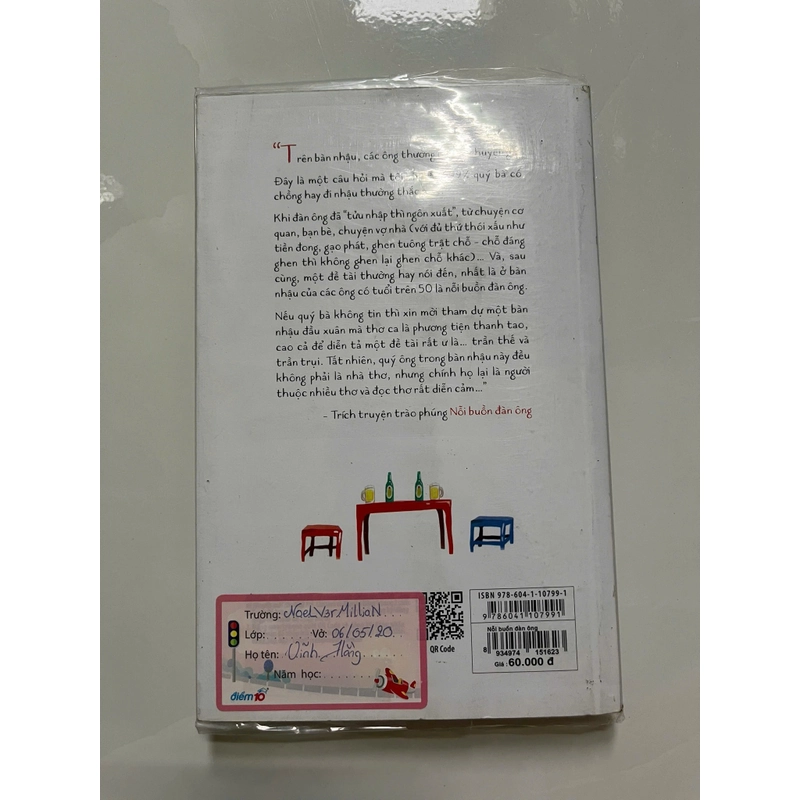 “Trên bàn nhậu, các ông thường
Đây là một câu hỏi mà quý bà có
chồng hay đi nhậu thường thắc
Khi đàn ông đã "tửu nhập thì ngôn xuất", từ chuyện cơ
quan, bạn bè, chuyện vợ nhà (với đủ thứ thói xấu như
tiền đong, gạo phát, ghen tuông trật chỗ - chỗ đáng
ghen thì không ghen lại ghen chỗ khác)... Và, sau
cùng, một đề tài thường hay nói đến, nhất là ở bàn
nhậu của các ông có tuổi trên 50 là nỗi buồn đàn ông.
Nếu quý bà không tin thì xin mời tham dự một bàn
nhậu đầu xuân mà thơ ca là phương tiện thanh tao,
cao cả để diễn tả một đề tài rất ư là... trần thế và
trần trụi. Tất nhiên, quý ông trong bàn nhậu này đều
không phải là nhà thơ, nhưng chính họ lại là người
thuộc nhiều thơ và đọc thơ rất diễn cảm..."
- Trích truyện trào phúng Nỗi buồn đàn ông
Trường: NoeL V3r MillioN
Lớp: Vở: 06/05/20
Họ tên: Vĩnh Hằng
Năm học:
điểm 10
QR Code
ISBN 978-604-1-10799-1
9 786041 107991
Nỗi buồn đàn ông
8 934974 151623
Giá: 60.000 đ